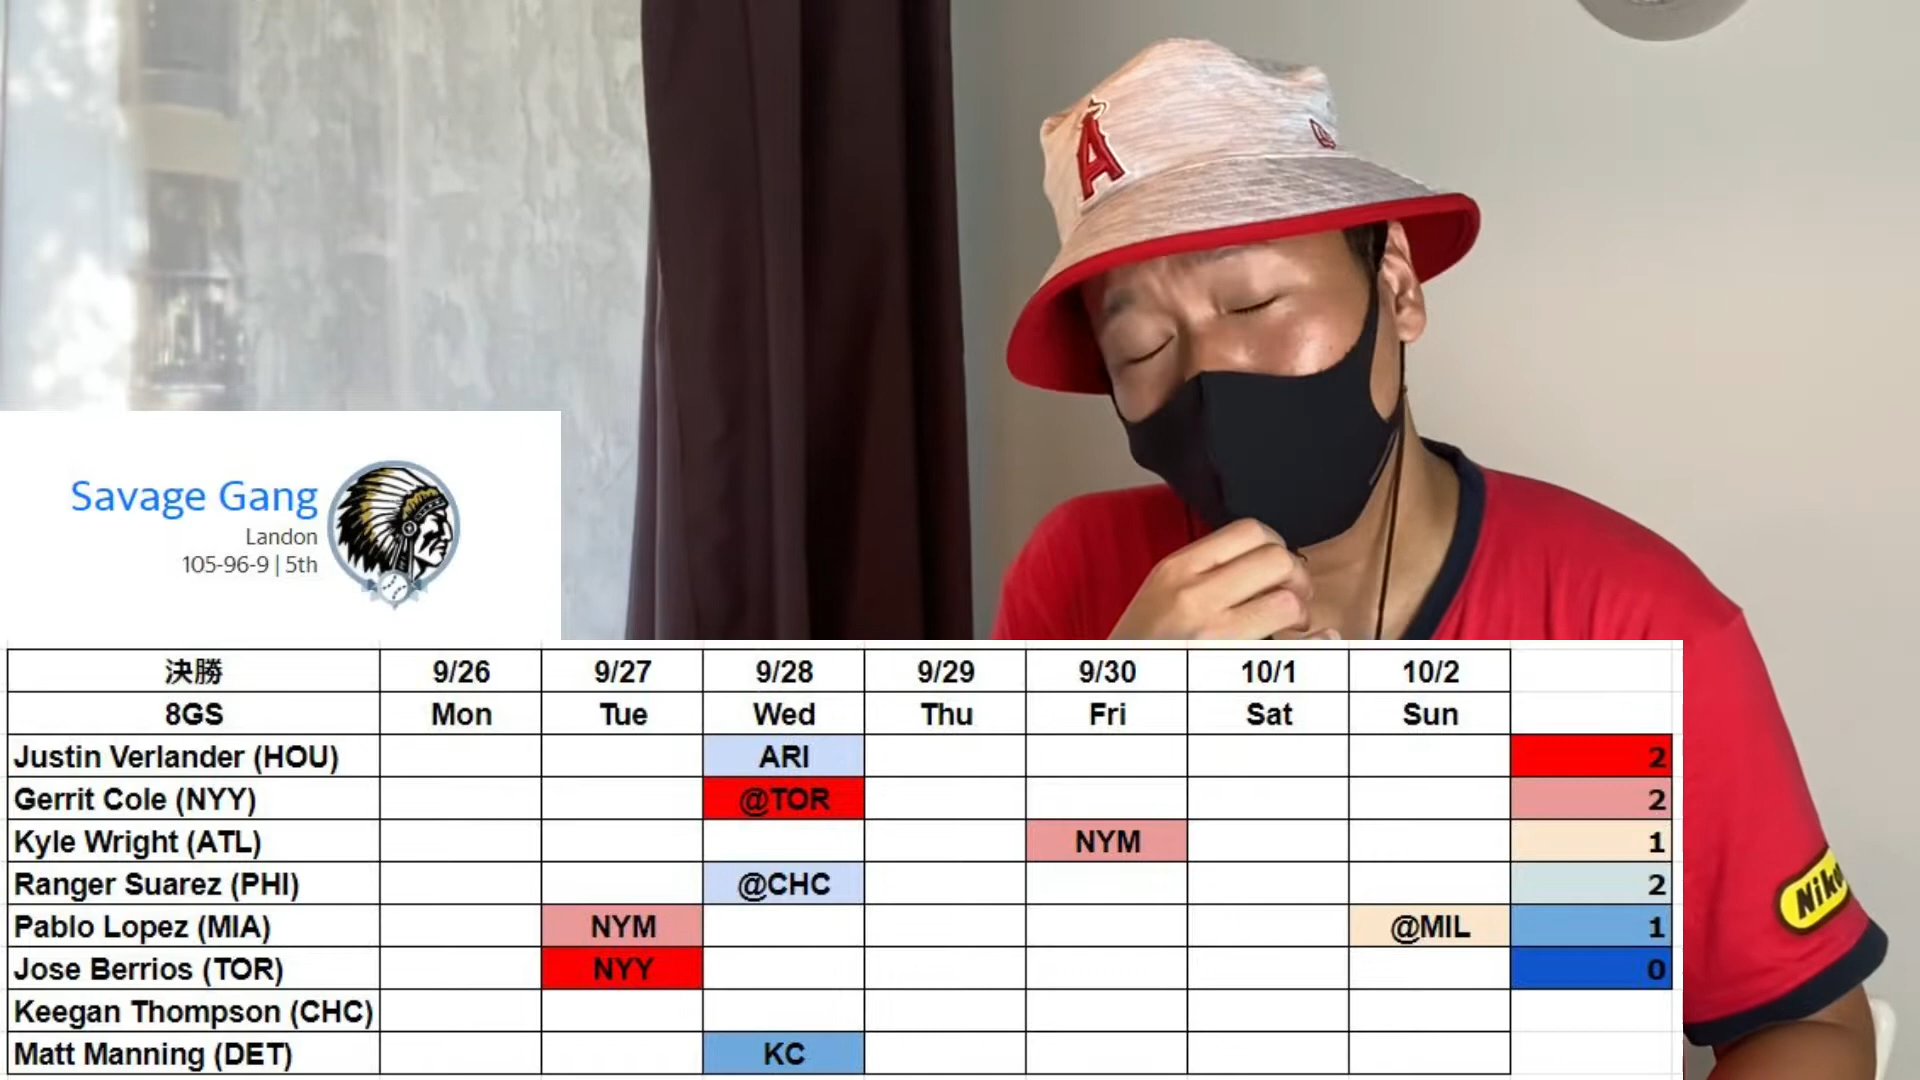 A
Savage Gang
Landon
105-96-9 | 5th
決勝 9/26 9/27 9/28 9/29 9/30 10/1 10/2
8GS Mon Tue Wed Thu Fri Sat Sun
Justin Verlander (HOU) ARI 2
Gerrit Cole (NYY) @TOR 2
Kyle Wright (ATL) NYM 1
Ranger Suarez (PHI) @CHC 2
Pablo Lopez (MIA) NYM @MIL 1
Jose Berrios (TOR) NYY 0
Keegan Thompson (CHC)
Matt Manning (DET) KC